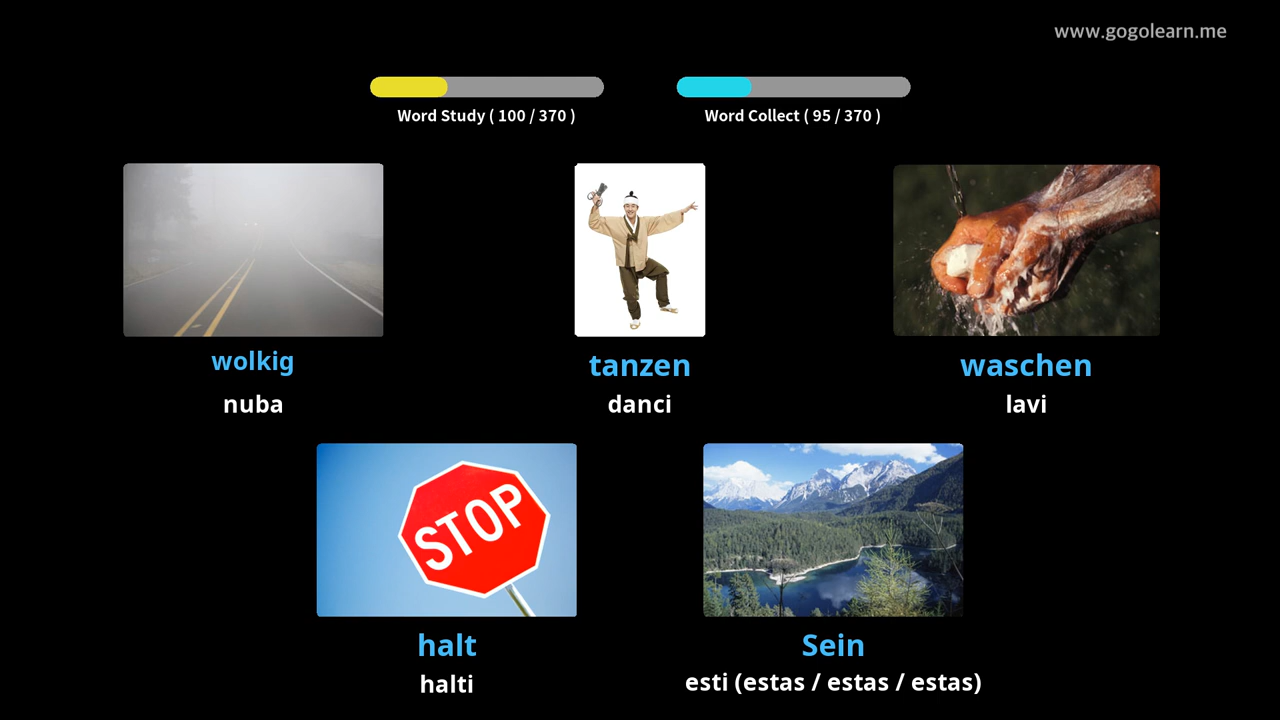 www.gogolearn.me
Word Study ( 100 / 370 )
Word Collect ( 95 / 370 )
wolkig
nuba
tanzen
danci
waschen
lavi
STOP
halt
halti
Sein
esti (estas / estas / estas)